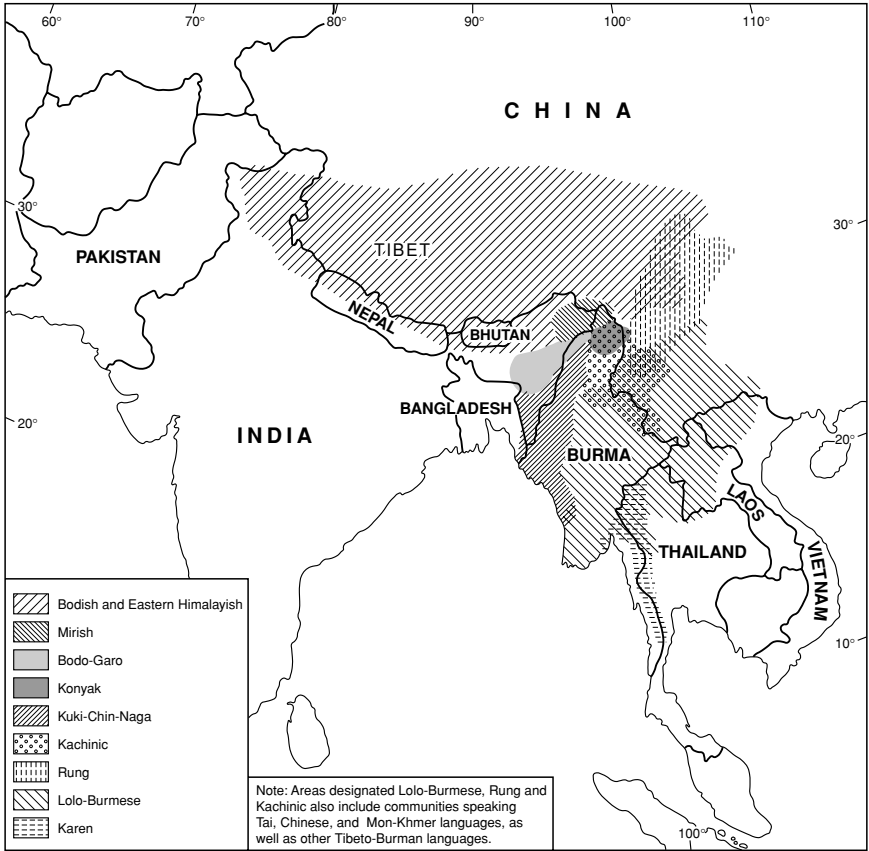 60°
70°
80°
90°
100°
110°
CHINA
30°
30°
PAKISTAN
TIBET
NEPAL
BHUTAN
BANGLADESH
20°
INDIA
BURMA
20°
LAOS
THAILAND
VIETNAM
10°
Bodish and Eastern Himalayish
Mirish
Bodo-Garo
Konyak
Kuki-Chin-Naga
Kachinic
Rung
Lolo-Burmese
Karen
Note: Areas designated Lolo-Burmese, Rung and
Kachinic also include communities speaking
Tai, Chinese, and Mon-Khmer languages, as
well as other Tibeto-Burman languages.
100°